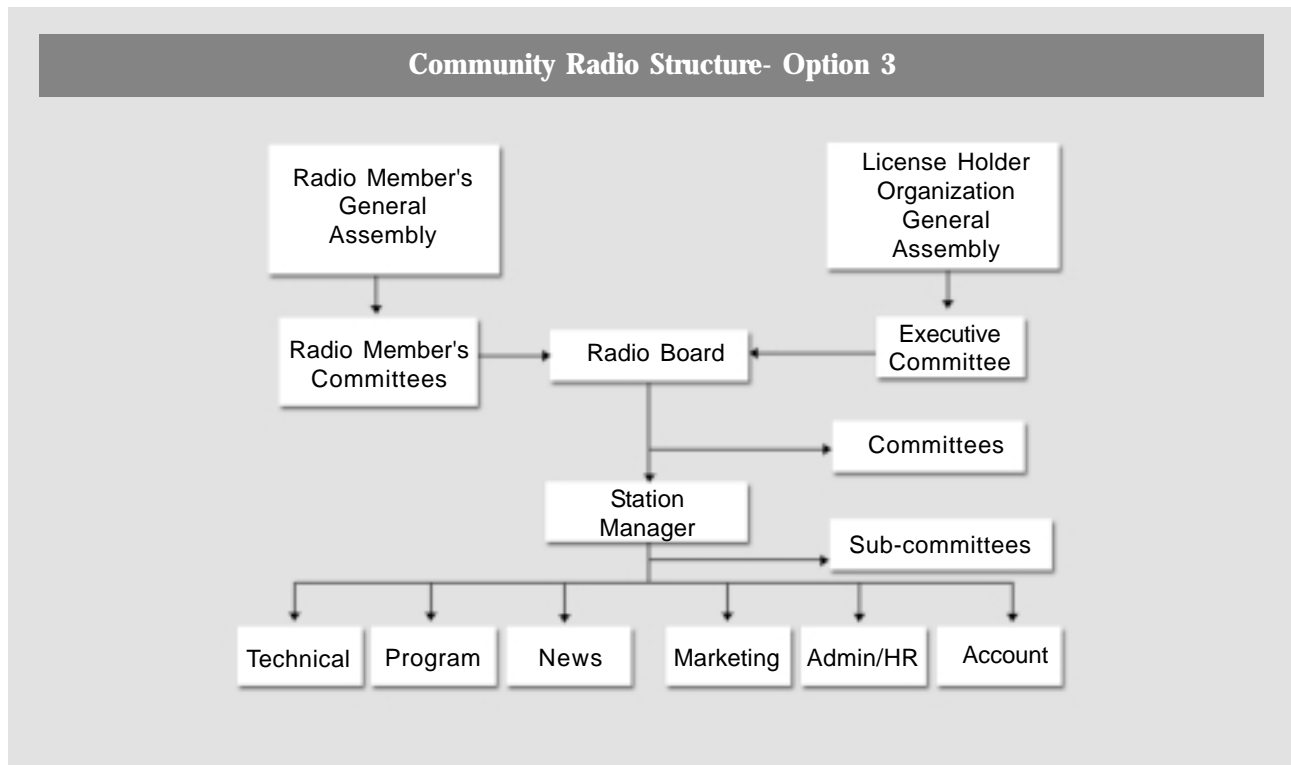 Community Radio Structure- Option 3
Radio Member's
General
Assembly
License Holder
Organization
General
Assembly
Radio Member's
Committees
Radio Board
Executive
Committee
Committees
Station
Manager
Sub-committees
Technical
Program
News
Marketing
Admin/HR
Account